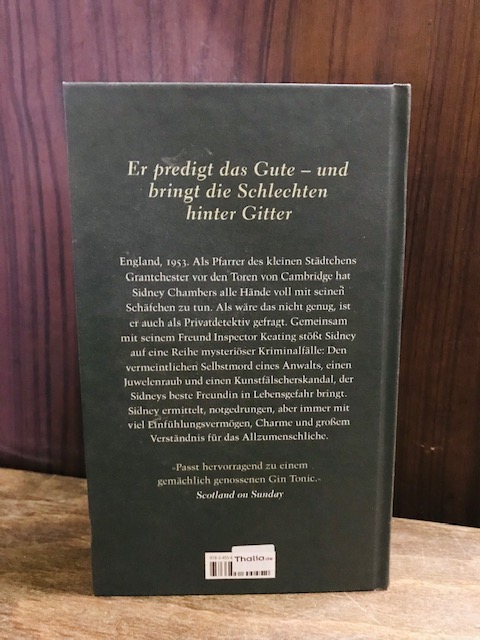 Er predigt das Gute – und
bringt die Schlechten
hinter Gitter
England, 1953. Als Pfarrer des kleinen Städtchens
Grantchester vor den Toren von Cambridge hat
Sidney Chambers alle Hände voll mit seinen
Schäfchen zu tun. Als wäre das nicht genug, ist
er auch als Privatdetektiv gefragt. Gemeinsam
mit seinem Freund Inspector Keating stößt Sidney
auf eine Reihe mysteriöser Kriminalfälle: Den
vermeintlichen Selbstmord eines Anwalts, einen
Juwelenraub und einen Kunstfälscherskandal, der
Sidneys beste Freundin in Lebensgefahr bringt.
Sidney ermittelt, notgedrungen, aber immer mit
viel Einfühlungsvermögen, Charme und großem
Verständnis für das Allzumenschliche.
»Passt hervorragend zu einem
gemächlich genossenen Gin Tonic.«
Scotland on Sunday
Thalia.de